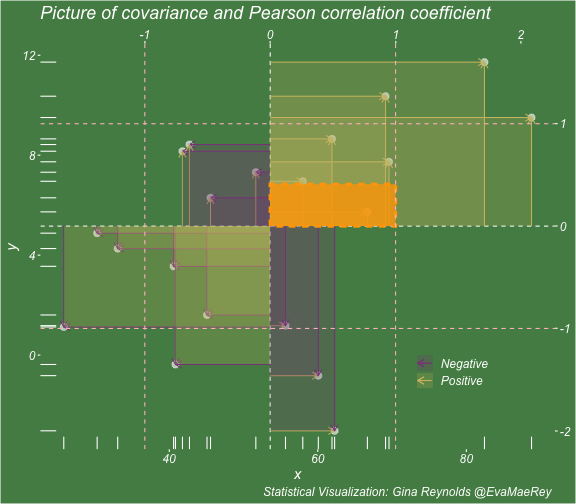 Picture of covariance and Pearson correlation coefficient
-1 0 1 2
12
8
4
0
y
1
0
-1
-2
Negative
Positive
40 60 80
x
Statistical Visualization: Gina Reynolds @EvaMaeRey